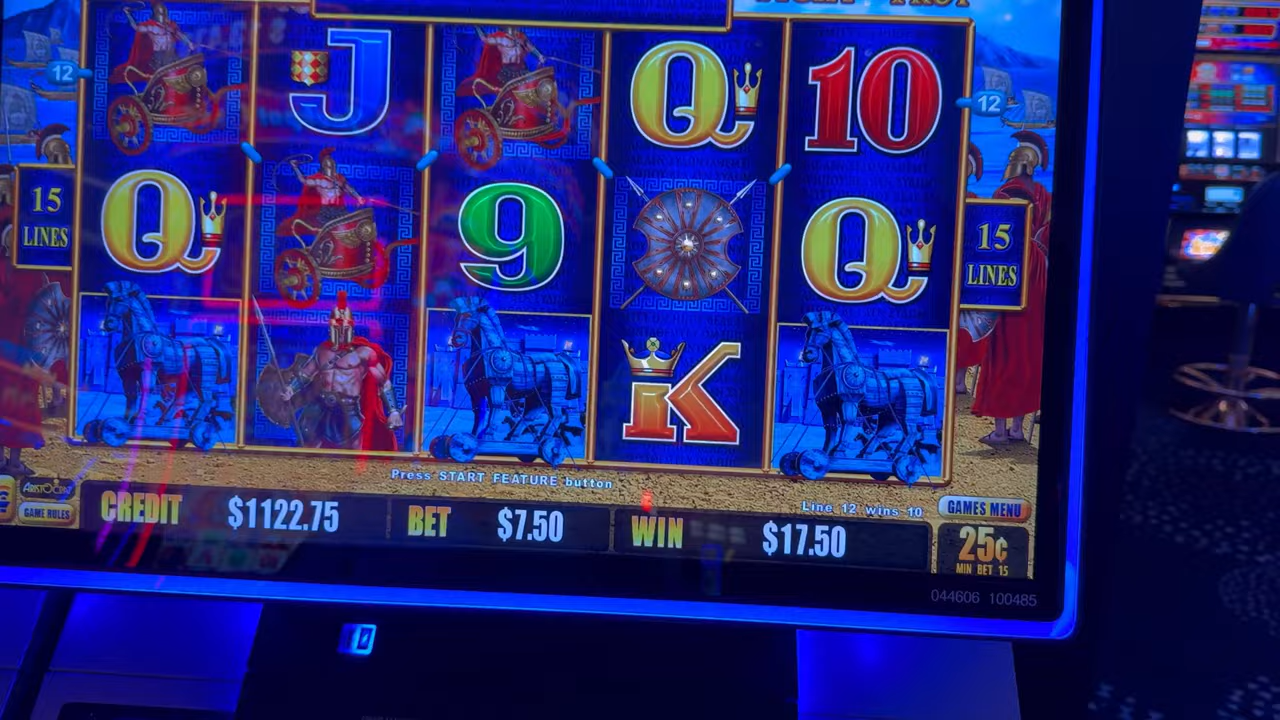 12
J
Q
10
12
15
LINES
Q
9
Q
15
LINES
K
Press START FEATURE button
ARISTOCRAT
GAME RULES
CREDIT $1122.75 BET $7.50 WIN $17.50
Line 12 wins 10
GAMES MENU
25¢
MIN BET 15
044606 100485